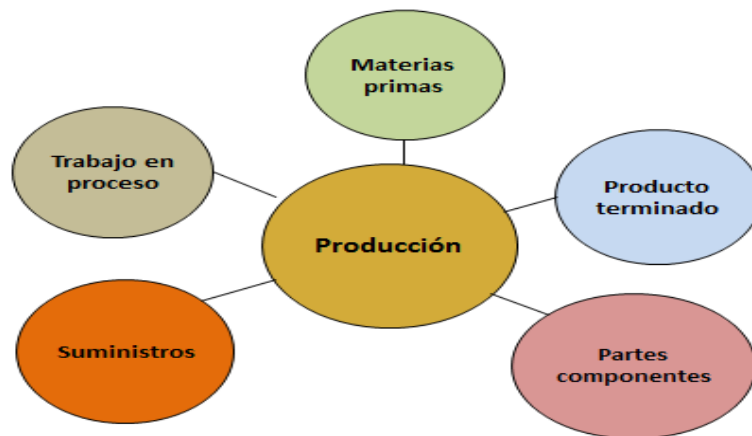 Materias
primas
Trabajo en
proceso
Producto
terminado
Producción
Suministros
Partes
componentes